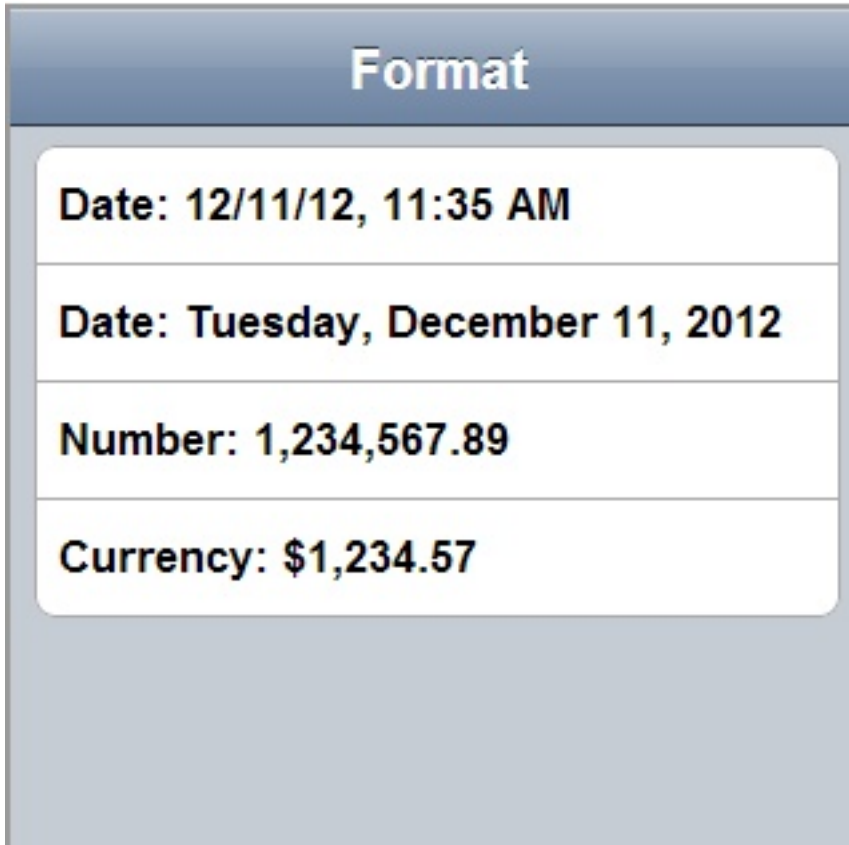 Format
Date: 12/11/12, 11:35 AM
Date: Tuesday, December 11, 2012
Number: 1,234,567.89
Currency: $1,234.57